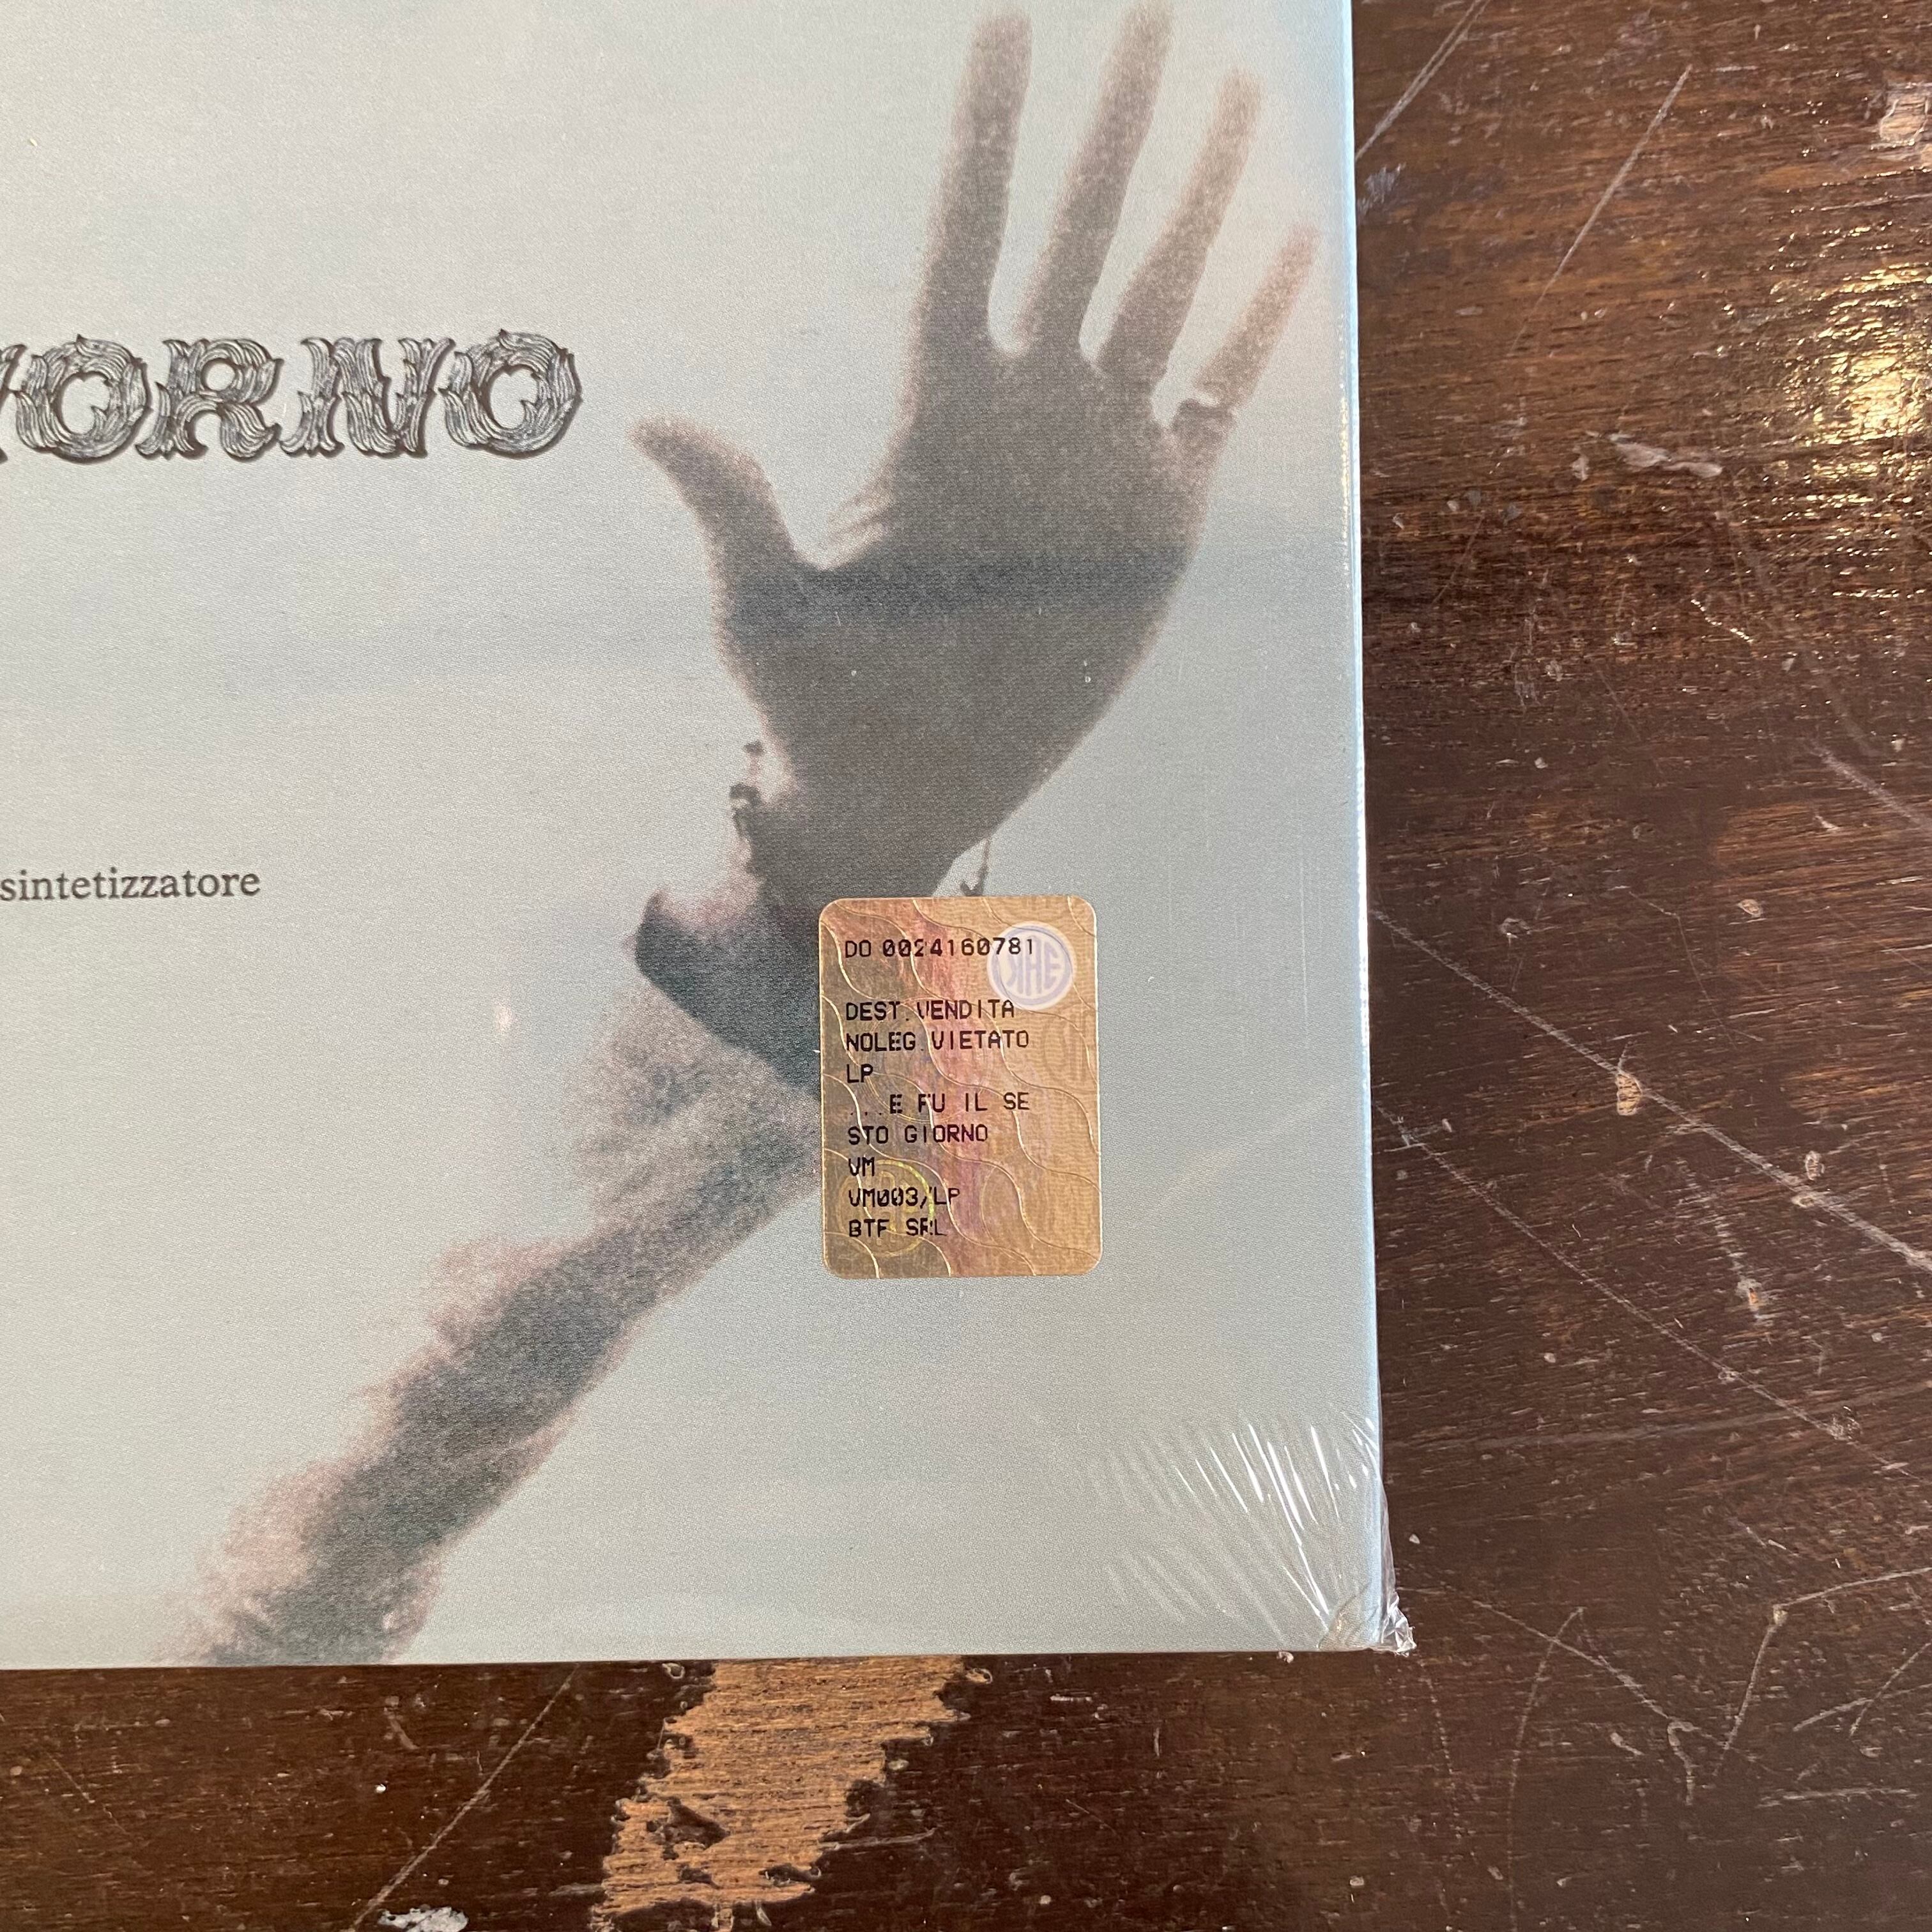 IORNO
sintetizzatore
DO 0024160781
DEST.VENDITA
NOLEG.VIETATO
LP
...E FU IL SE
STO GIORNO
VM
VM003/LP
BTF SRL